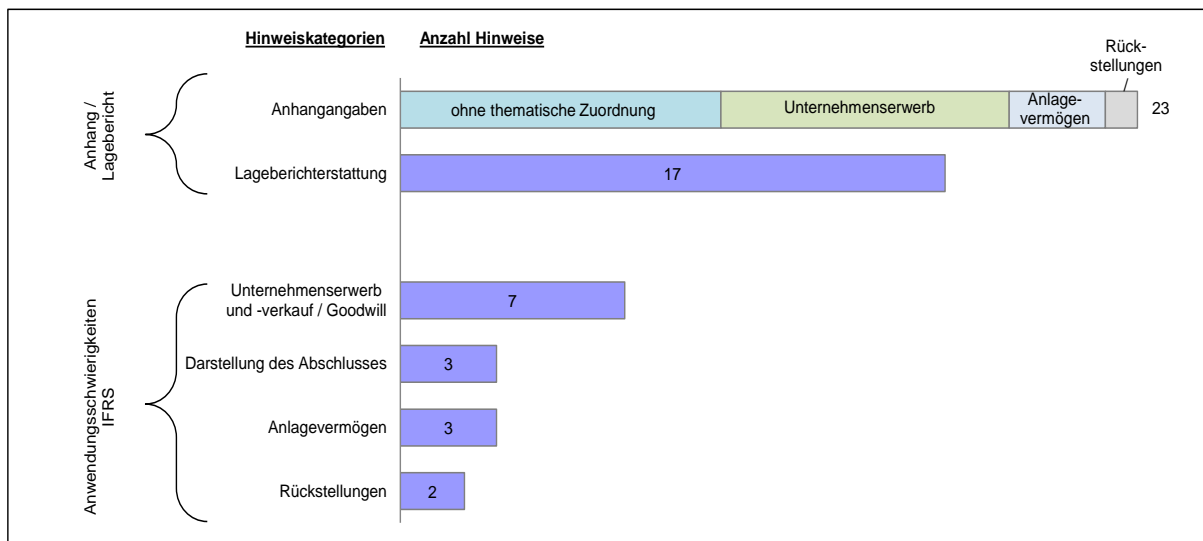 Hinweiskategorien
Anzahl Hinweise
Rück-
stellungen
Anhang /
Lagebericht
Anhangangaben
ohne thematische Zuordnung
Unternehmenserwerb
Anlage-
vermögen
23
Lageberichterstattung
17
Anwendungsschwierigkeiten
IFRS
Unternehmenserwerb
und -verkauf / Goodwill
7
Darstellung des Abschlusses
3
Anlagevermögen
3
Rückstellungen
2